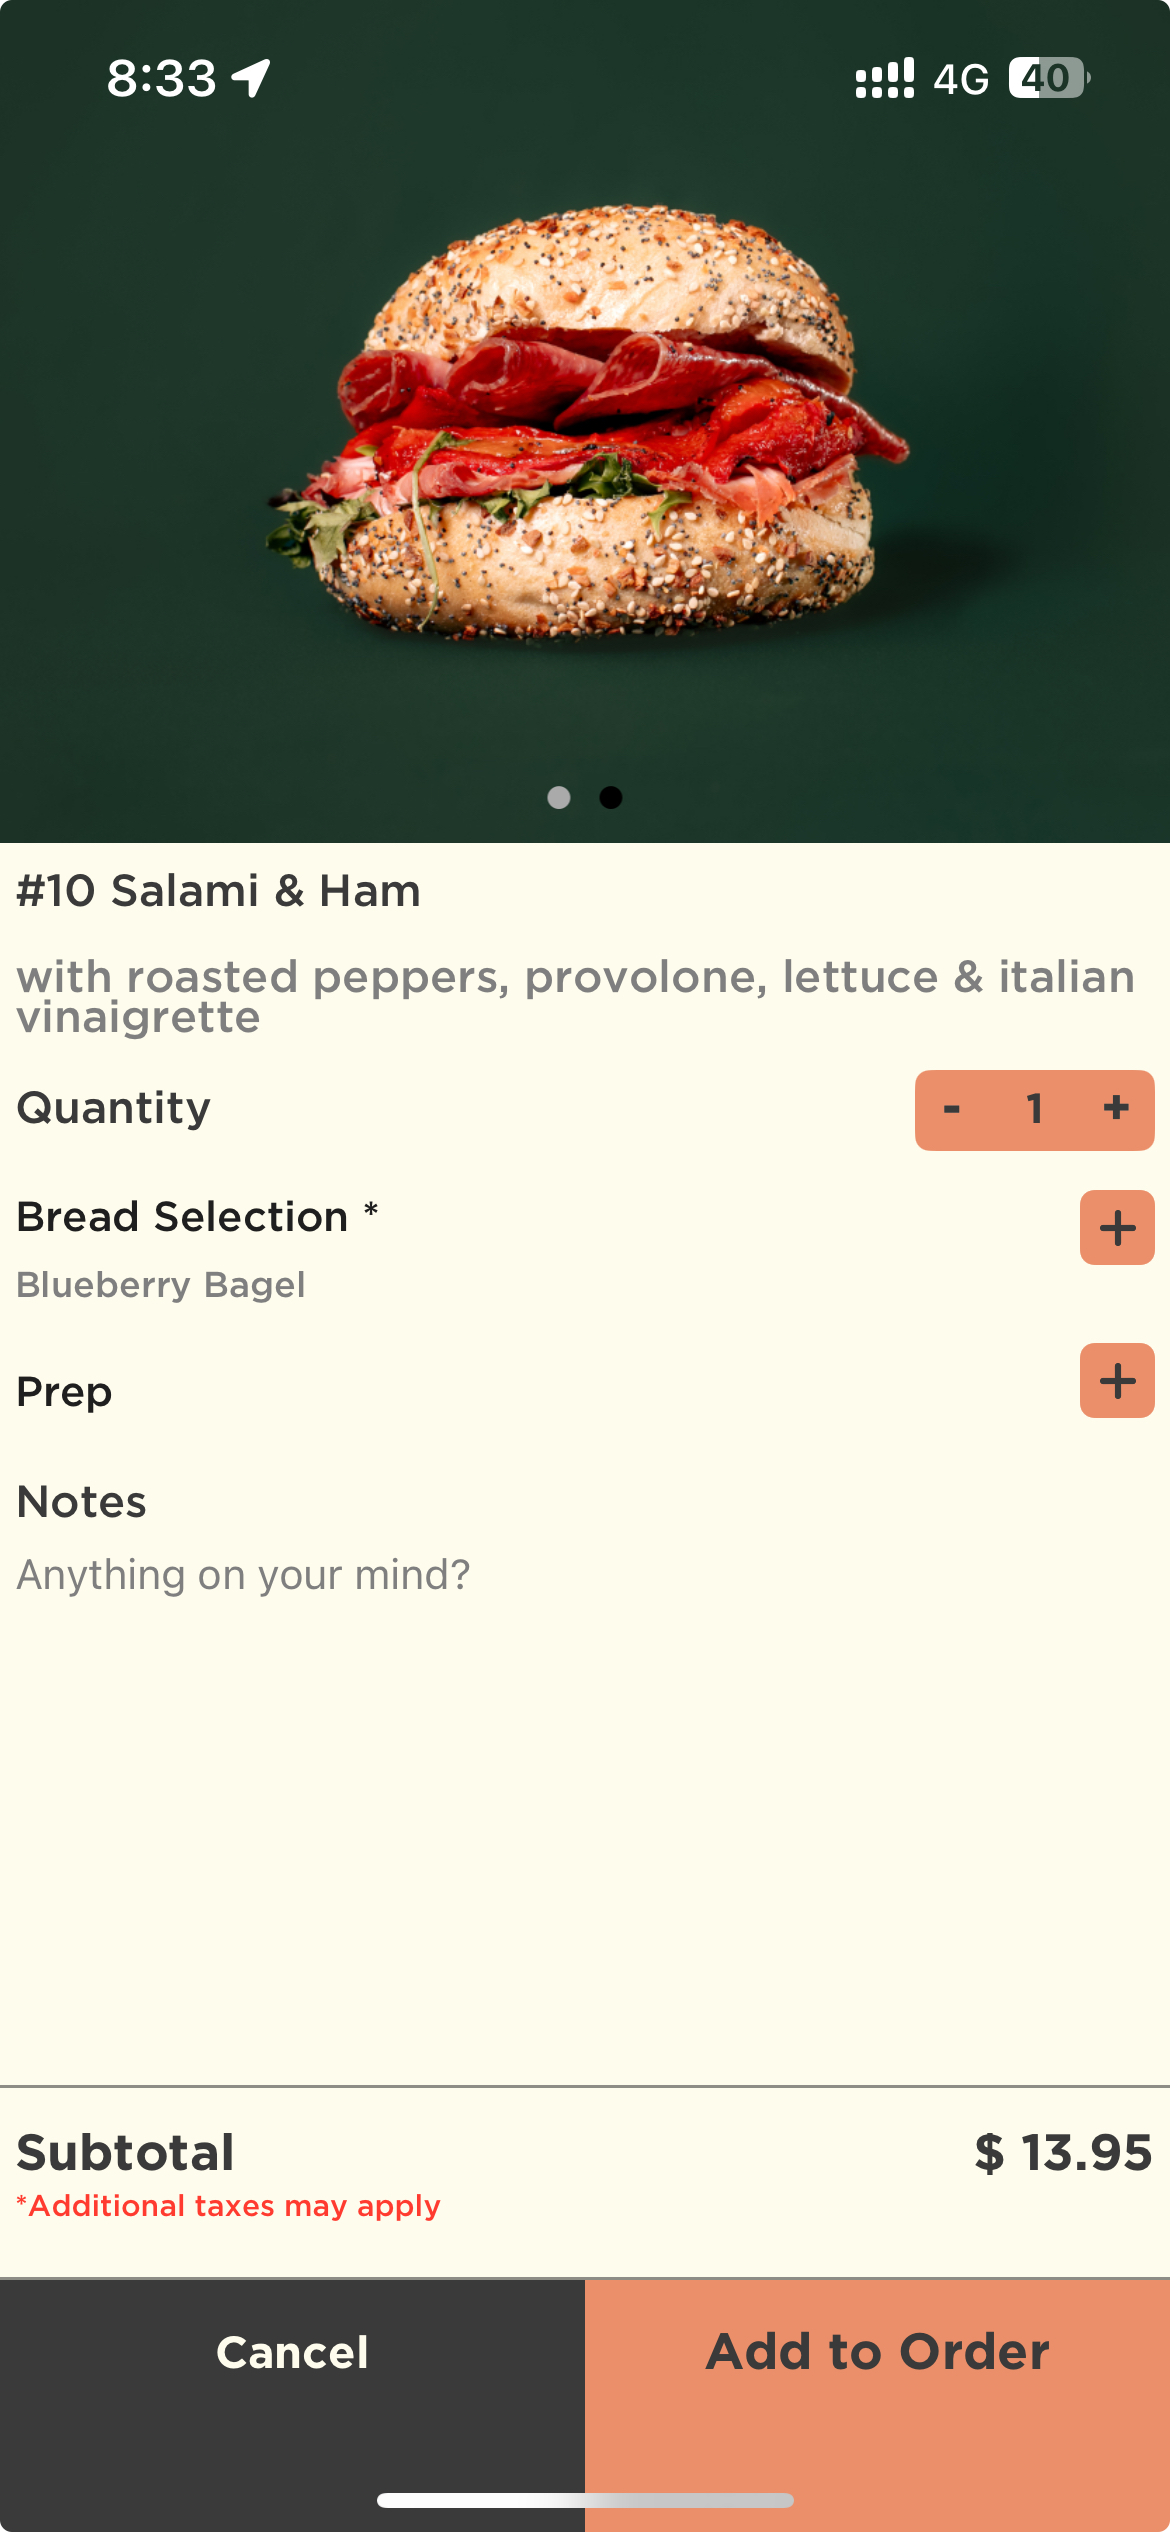 8:33 4G 40
#10 Salami & Ham
with roasted peppers, provolone, lettuce & italian
vinaigrette
Quantity - 1 +
Bread Selection * +
Blueberry Bagel
Prep +
Notes
Anything on your mind?
Subtotal $ 13.95
*Additional taxes may apply
Cancel Add to Order